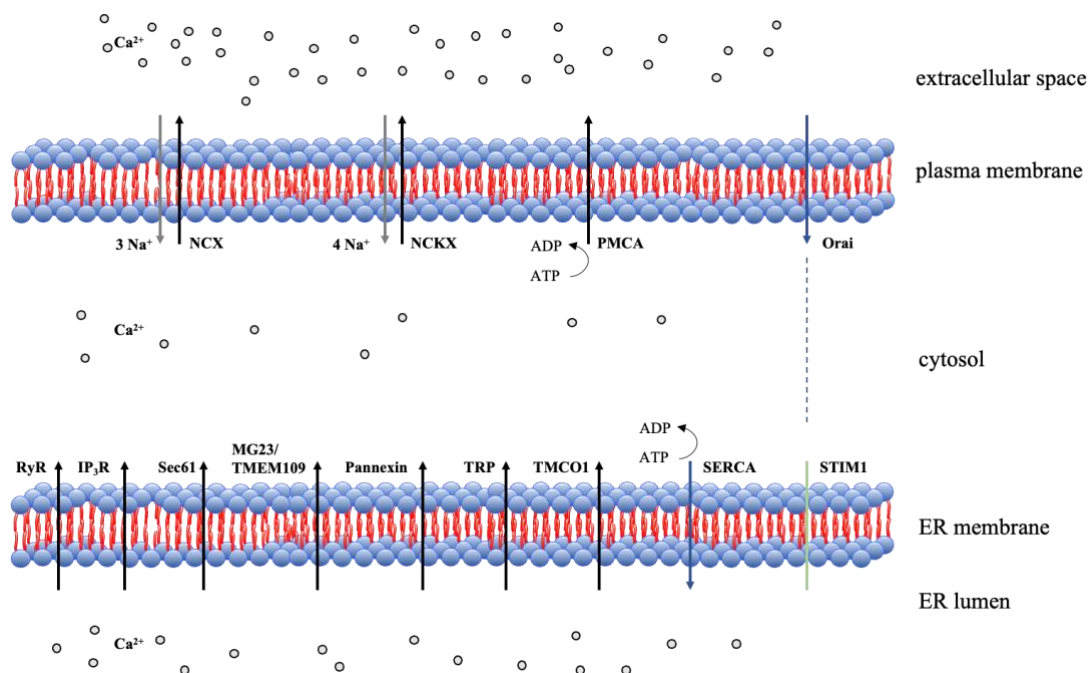 Ca²⁺
extracellular space
plasma membrane
3 Na⁺
NCX
4 Na⁺
NCKX
ADP
ATP
PMCA
Orai
Ca²⁺
cytosol
RyR
IP₃R
Sec61
MG23/
TMEM109
Pannexin
TRP
TMCO1
ADP
ATP
SERCA
STIM1
ER membrane
ER lumen
Ca²⁺